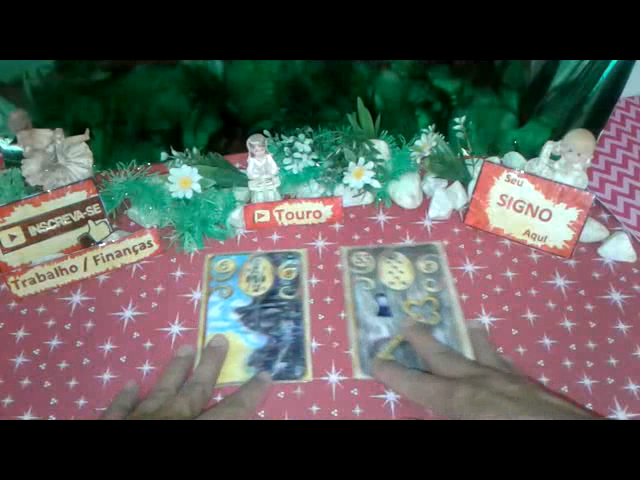 INSCREVA-SE
Trabalho / Finanças
Touro
Seu
SIGNO
Aqui